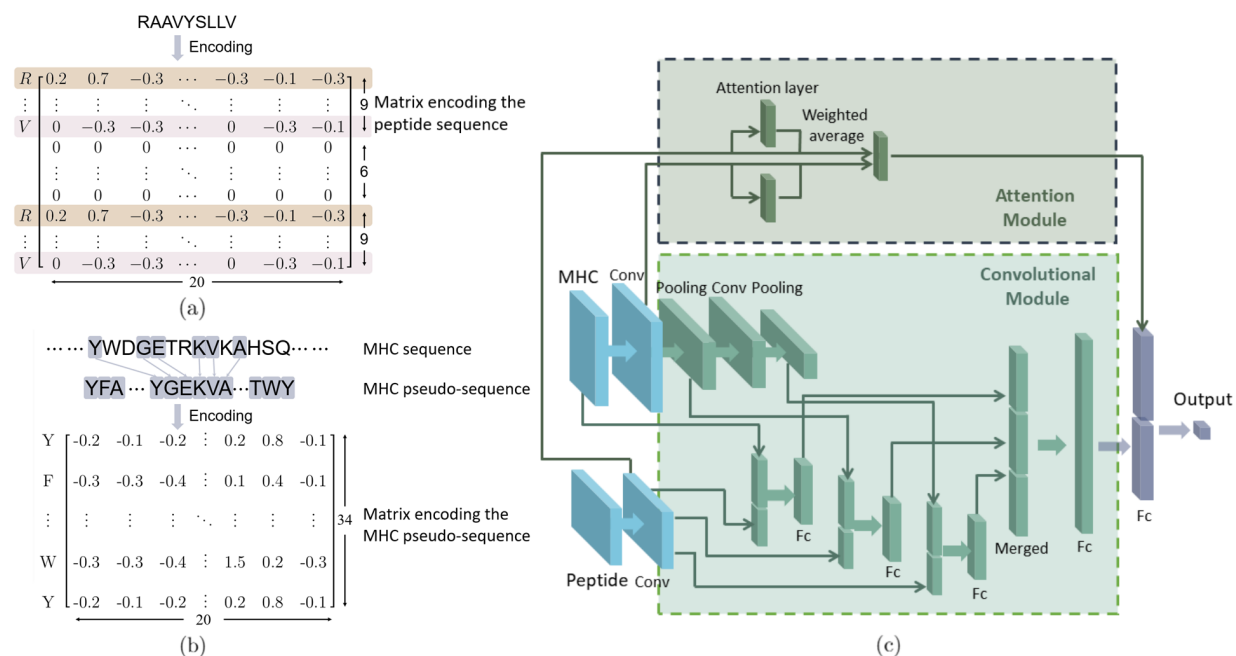 RAAVYSLLV
Encoding
R 0.2 0.7 −0.3 ⋯ −0.3 −0.1 −0.3
⋮ ⋮ ⋮ ⋮ ⋱ ⋮ ⋮ ⋮
V 0 −0.3 −0.3 ⋯ 0 −0.3 −0.1
0 0 0 ⋯ 0 0 0
⋮ ⋮ ⋮ ⋱ ⋮ ⋮ ⋮
0 0 0 ⋯ 0 0 0
R 0.2 0.7 −0.3 ⋯ −0.3 −0.1 −0.3
⋮ ⋮ ⋮ ⋮ ⋱ ⋮ ⋮ ⋮
V 0 −0.3 −0.3 ⋯ 0 −0.3 −0.1
9
6
9
20
Matrix encoding the
peptide sequence
(a)
⋯ ⋯ YWDGETRKVKAHSQ⋯ ⋯
MHC sequence
YFA ⋯ YGEKVA⋯TWY
MHC pseudo-sequence
Encoding
Y -0.2 -0.1 -0.2 ⋮ 0.2 0.8 -0.1
F -0.3 -0.3 -0.4 ⋮ 0.1 0.4 -0.1
⋮ ⋮ ⋮ ⋮ ⋱ ⋮ ⋮ ⋮
W -0.3 -0.3 -0.4 ⋮ 1.5 0.2 -0.3
Y -0.2 -0.1 -0.2 ⋮ 0.2 0.8 -0.1
34
20
Matrix encoding the
MHC pseudo-sequence
(b)
Attention layer
Weighted
average
Attention
Module
MHC
Conv
Pooling
Conv
Pooling
Convolutional
Module
Peptide
Conv
Fc
Fc
Fc
Merged
Fc
Fc
Output
(c)